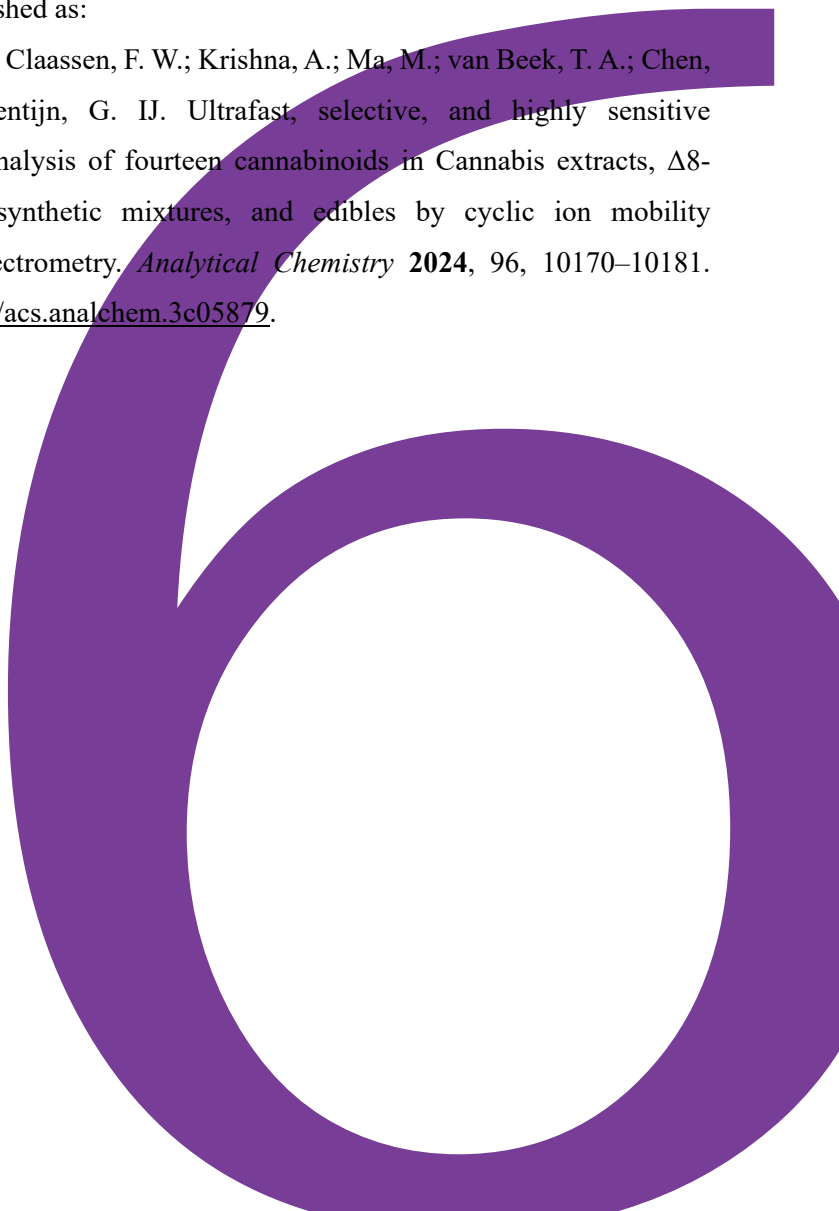 shed as:
Claassen, F. W.; Krishna, A.; Ma, M.; van Beek, T. A.; Chen,
entijn, G. IJ. Ultrafast, selective, and highly sensitive
nalysis of fourteen cannabinoids in Cannabis extracts, Δ8-
synthetic mixtures, and edibles by cyclic ion mobility
ectrometry. Analytical Chemistry 2024, 96, 10170–10181.
/acs.analchem.3c05879.
6